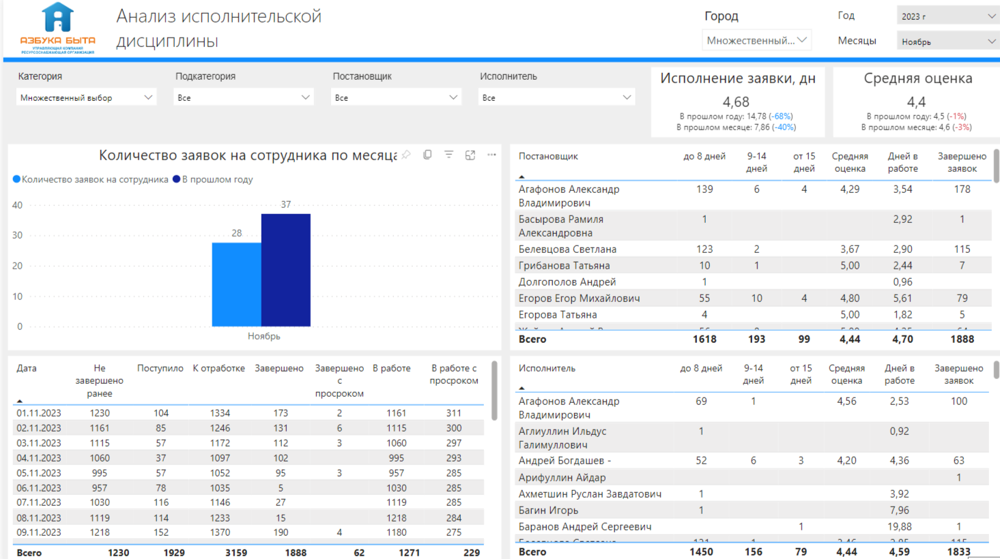 Анализ исполнительской
дисциплины
АЗБУКА БЫТА
УПРАВЛЯЮЩАЯ КОМПАНИЯ
РЕСУРСОСНАБЖАЮЩАЯ ОРГАНИЗАЦИЯ
Город
Множественный...
Год
2023 г
Месяцы
Ноябрь
Категория
Множественный выбор
Подкатегория
Все
Постановщик
Все
Исполнитель
Все
Исполнение заявки, дн
4,68
В прошлом году: 14,78 (-68%)
В прошлом месяце: 7,86 (-40%)
Средняя оценка
4,4
В прошлом году: 4,5 (-1%)
В прошлом месяце: 4,6 (-3%)
Количество заявок на сотрудника по месяца
Количество заявок на сотрудника В прошлом году
40
30
20
10
0
28
37
Ноябрь
Постановщик до 8 дней 9-14 дней от 15 дней Средняя оценка Дней в работе Завершено заявок
Агафонов Александр Владимирович 139 6 4 4,29 3,54 178
Басырова Рамиля Александровна 1 2,92 1
Белевцова Светлана 123 2 3,67 2,90 115
Грибанова Татьяна 10 1 5,00 2,44 7
Долгополов Андрей 1 0,96
Егоров Егор Михайлович 55 10 4 4,80 5,61 79
Егорова Татьяна 4 5,00 1,82 5
Всего 1618 193 99 4,44 4,70 1888
Дата Не завершено ранее Поступило К отработке Завершено Завершено с просроком В работе В работе с просроком
01.11.2023 1230 104 1334 173 2 1161 311
02.11.2023 1161 85 1246 131 6 1115 300
03.11.2023 1115 57 1172 112 3 1060 297
04.11.2023 1060 37 1097 102 995 293
05.11.2023 995 57 1052 95 3 957 285
06.11.2023 957 78 1035 5 1030 285
07.11.2023 1030 116 1146 27 1119 285
08.11.2023 1119 114 1233 15 1218 284
09.11.2023 1218 152 1370 190 4 1180 275
Всего 1230 1929 3159 1888 62 1271 229
Исполнитель до 8 дней 9-14 дней от 15 дней Средняя оценка Дней в работе Завершено заявок
Агафонов Александр Владимирович 69 1 4,56 2,53 100
Аглиуллин Ильдус Галимуллович 1 0,92
Андрей Богдашев - 52 6 3 4,20 4,36 63
Арифуллин Айдар 1
Ахметшин Руслан Завдатович 1 3,92
Багин Игорь 1 7,96
Баранов Андрей Сергеевич 1 19,88 1
Всего 1450 156 79 4,44 4,59 1833